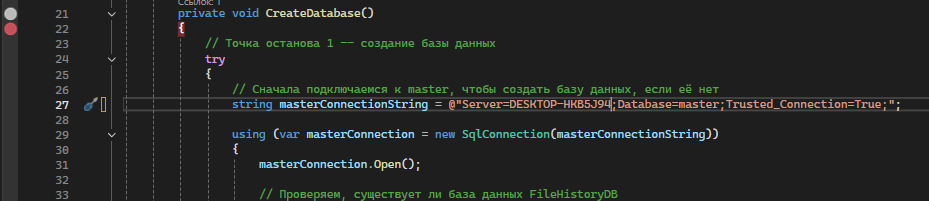 Ссылок: 1
21 private void CreateDatabase()
22 {
23 // Точка останова 1 -- создание базы данных
24 try
25 {
26 // Сначала подключаемся к master, чтобы создать базу данных, если её нет
27 string masterConnectionString = @"Server=DESKTOP-HKB5J94;Database=master;Trusted_Connection=True;";
28
29 using (var masterConnection = new SqlConnection(masterConnectionString))
30 {
31 masterConnection.Open();
32
33 // Проверяем, существует ли база данных FileHistoryDB